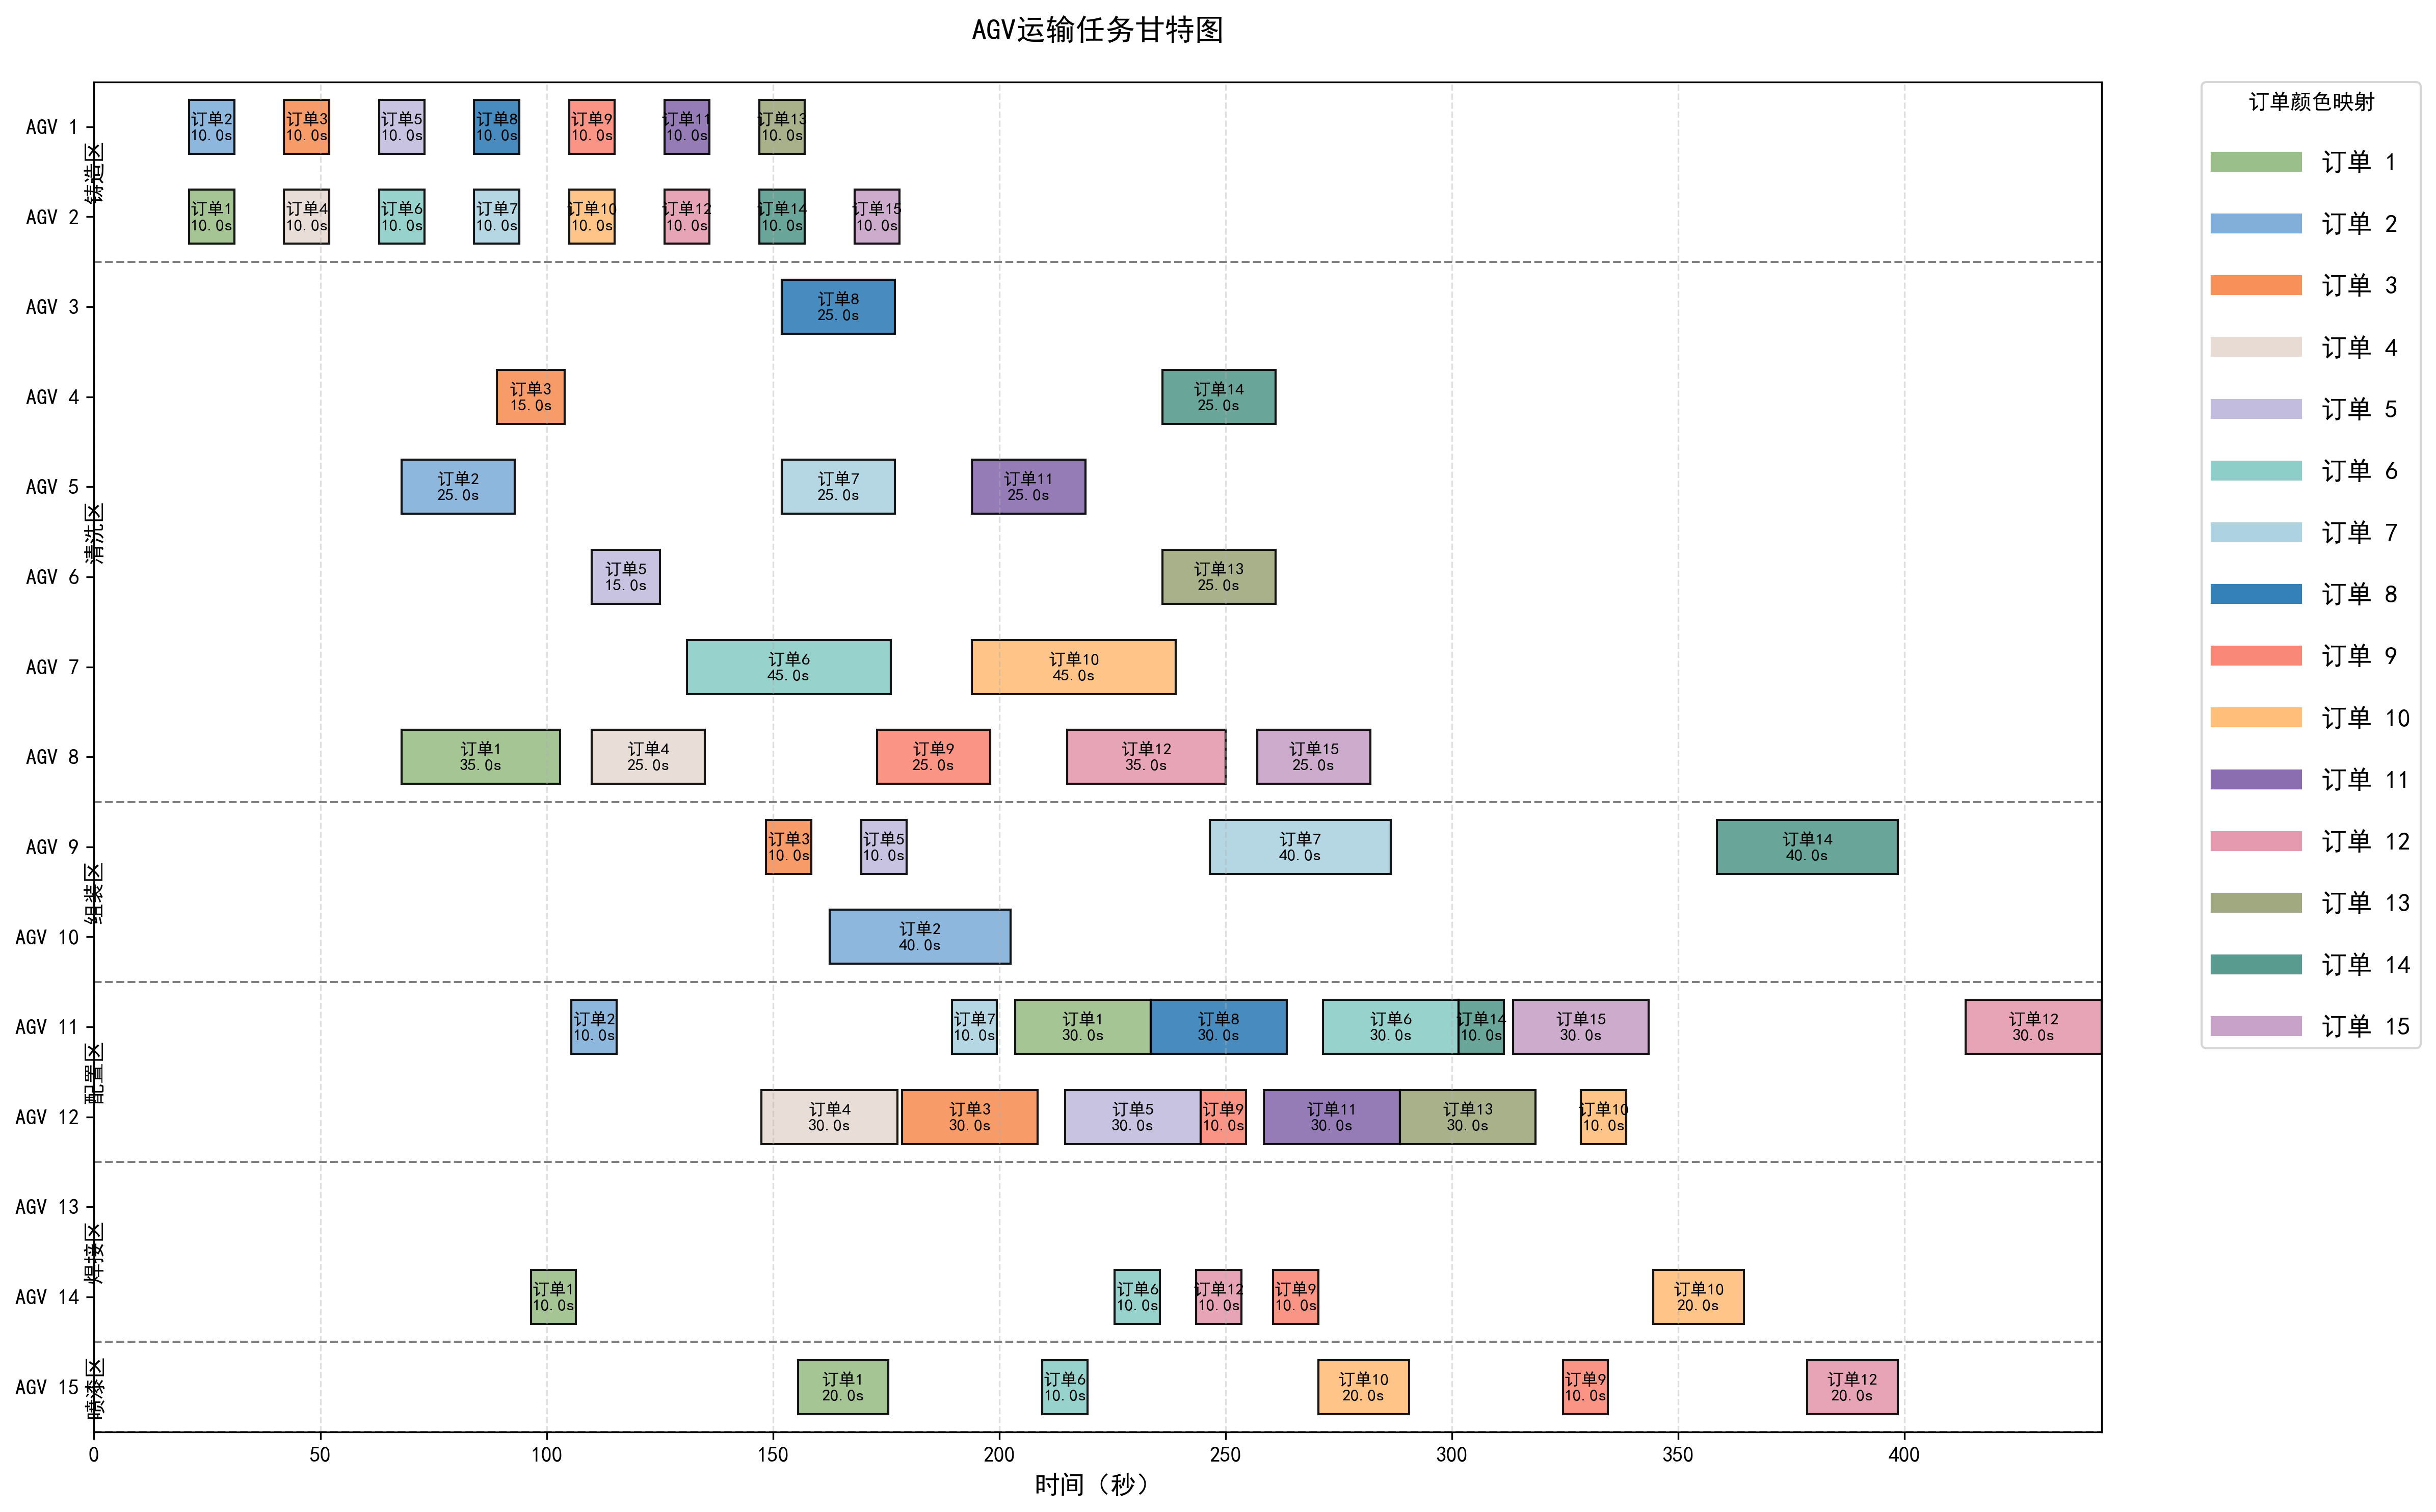 AGV运输任务甘特图
AGV 1
订单2
10.0s
订单3
10.0s
订单5
10.0s
订单8
10.0s
订单9
10.0s
订单11
10.0s
订单13
10.0s
铸造区
AGV 2
订单1
10.0s
订单4
10.0s
订单6
10.0s
订单7
10.0s
订单10
10.0s
订单12
10.0s
订单14
10.0s
订单15
10.0s
AGV 3
订单8
25.0s
AGV 4
订单3
15.0s
订单14
25.0s
AGV 5
订单2
25.0s
订单7
25.0s
订单11
25.0s
清洗区
AGV 6
订单5
15.0s
订单13
25.0s
AGV 7
订单6
45.0s
订单10
45.0s
AGV 8
订单1
35.0s
订单4
25.0s
订单9
25.0s
订单12
35.0s
订单15
25.0s
AGV 9
订单3
10.0s
订单5
10.0s
订单7
40.0s
订单14
40.0s
组装区
AGV 10
订单2
40.0s
AGV 11
订单2
10.0s
订单7
10.0s
订单1
30.0s
订单8
30.0s
订单6
30.0s
订单14
10.0s
订单15
30.0s
订单12
30.0s
配置区
AGV 12
订单4
30.0s
订单3
30.0s
订单5
30.0s
订单9
10.0s
订单11
30.0s
订单13
30.0s
订单10
10.0s
AGV 13
焊接区
AGV 14
订单1
10.0s
订单6
10.0s
订单12
10.0s
订单9
10.0s
订单10
20.0s
喷漆区
AGV 15
订单1
20.0s
订单6
10.0s
订单10
20.0s
订单9
10.0s
订单12
20.0s
0 50 100 150 200 250 300 350 400
时间（秒）
订单颜色映射
订单 1
订单 2
订单 3
订单 4
订单 5
订单 6
订单 7
订单 8
订单 9
订单 10
订单 11
订单 12
订单 13
订单 14
订单 15